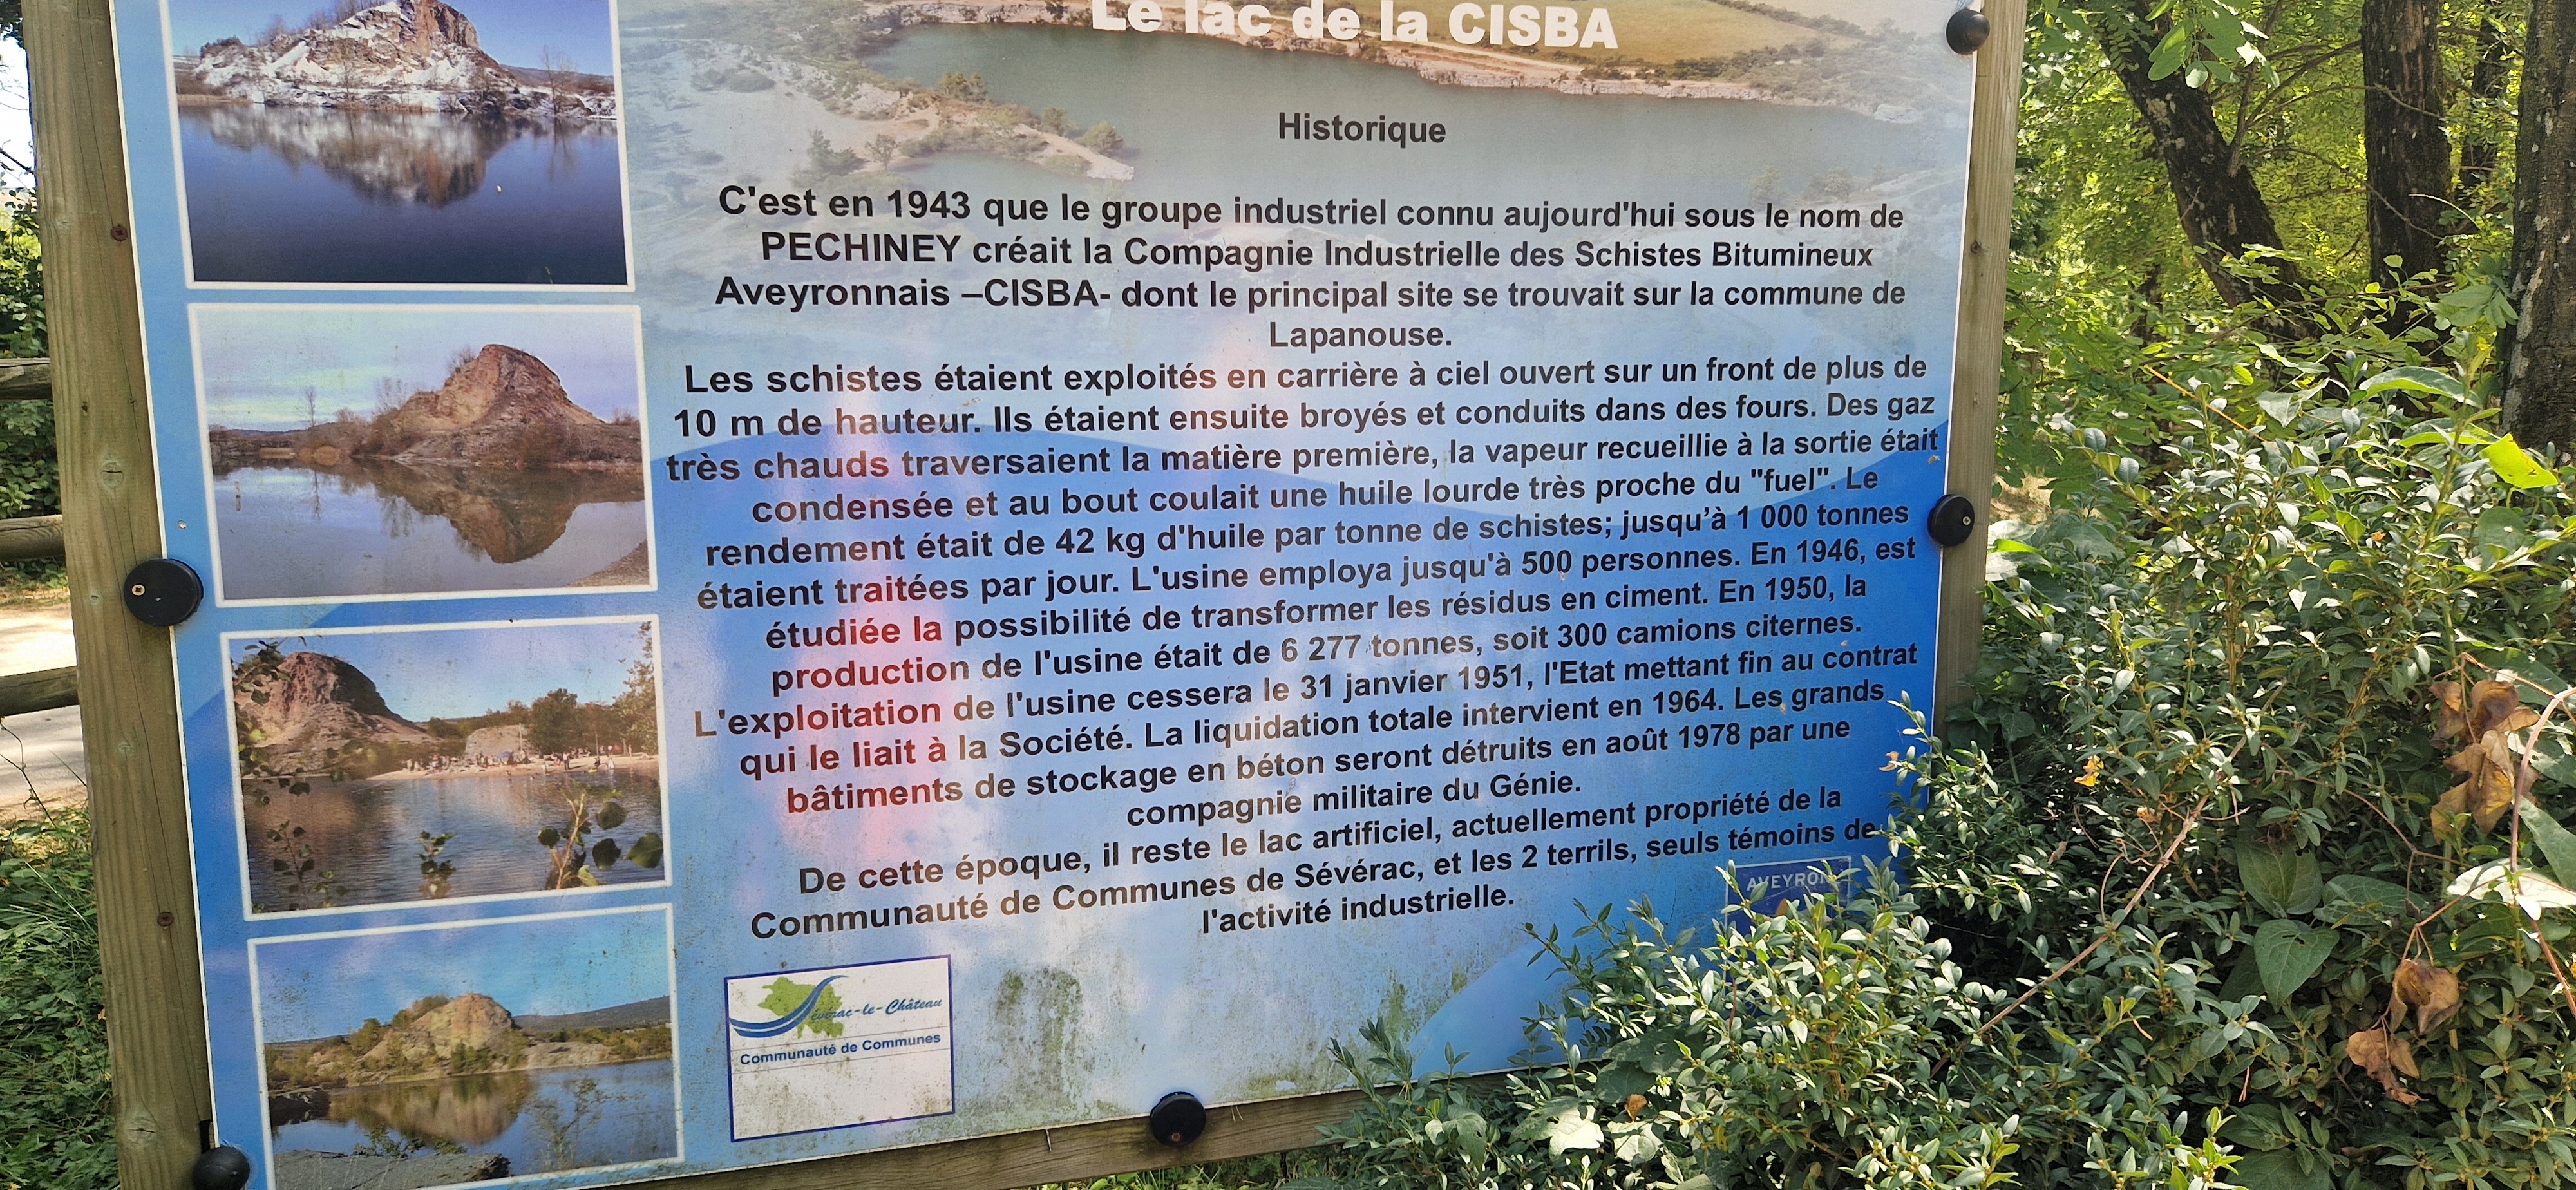 Le lac de la CISBA
Historique
C'est en 1943 que le groupe industriel connu aujourd'hui sous le nom de
PECHINEY créait la Compagnie Industrielle des Schistes Bitumineux
Aveyronnais –CISBA- dont le principal site se trouvait sur la commune de
Lapanouse.
Les schistes étaient exploités en carrière à ciel ouvert sur un front de plus de
10 m de hauteur. Ils étaient ensuite broyés et conduits dans des fours. Des gaz
très chauds traversaient la matière première, la vapeur recueillie à la sortie était
condensée et au bout coulait une huile lourde très proche du "fuel". Le
rendement était de 42 kg d'huile par tonne de schistes; jusqu'à 1 000 tonnes
étaient traitées par jour. L'usine employa jusqu'à 500 personnes. En 1946, est
étudiée la possibilité de transformer les résidus en ciment. En 1950, la
production de l'usine était de 6 277 tonnes, soit 300 camions citernes.
L'exploitation de l'usine cessera le 31 janvier 1951, l'Etat mettant fin au contrat
qui le liait à la Société. La liquidation totale intervient en 1964. Les grands
bâtiments de stockage en béton seront détruits en août 1978 par une
compagnie militaire du Génie.
De cette époque, il reste le lac artificiel, actuellement propriété de la
Communauté de Communes de Sévérac, et les 2 terrils, seuls témoins de
l'activité industrielle.
AVEYRON
Sévérac-le-Château
Communauté de Communes